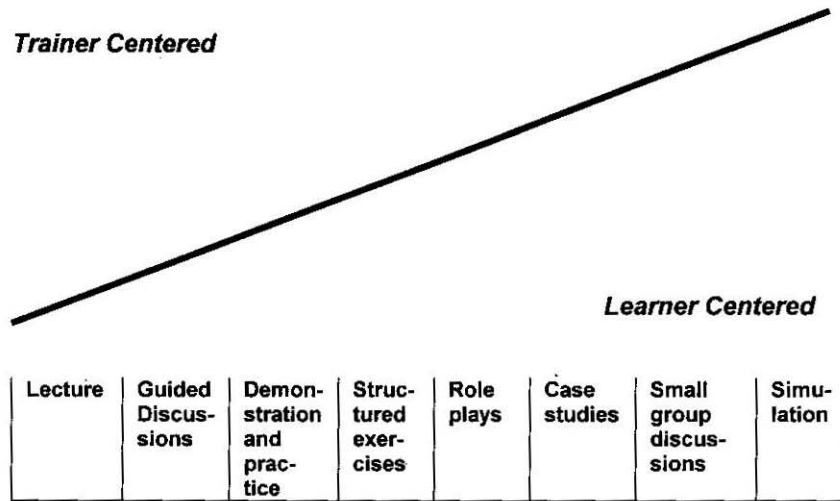 Trainer Centered
Learner Centered
Lecture
Guided
Discus-
sions
Demon-
stration
and
prac-
tice
Struc-
tured
exer-
cises
Role
plays
Case
studies
Small
group
discus-
sions
Simu-
lation